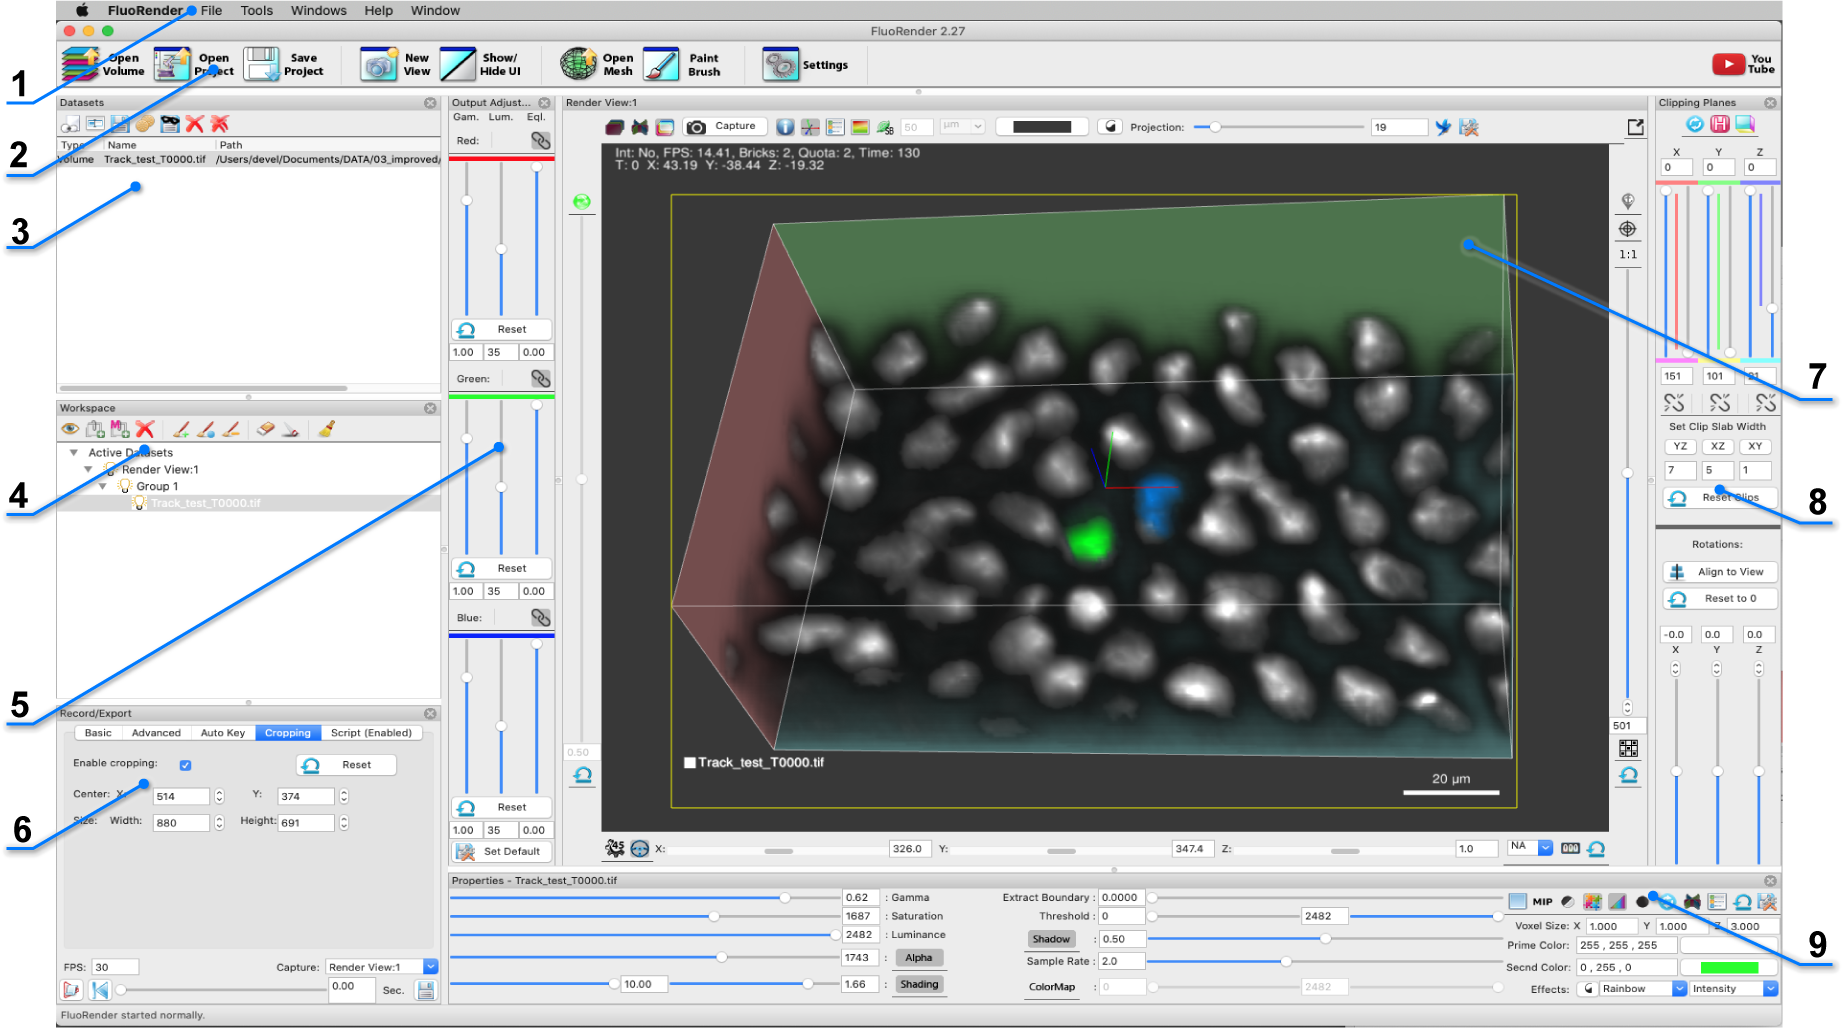 FluoRender File Tools Windows Help Window
FluoRender 2.27
Open Volume
Open Project
Save Project
New View
Show/ Hide UI
Open Mesh
Paint Brush
Settings
You Tube
1
2
3
4
5
6
7
8
9
Datasets
Type Name Path
Volume Track_test_T0000.tif /Users/devel/Documents/DATA/03_improved/
Workspace
Active Datasets
Render View:1
Group 1
Track_test_T0000.tif
Record/Export
Basic Advanced Auto Key Cropping Script (Enabled)
Enable cropping: Reset
Center: X: 514 Y: 374
Size: Width: 880 Height: 691
FPS: 30 Capture: Render View:1
0.00 Sec.
FluoRender started normally.
Output Adjust...
Gam. Lum. Eql.
Red:
Reset
1.00 35 0.00
Green:
Reset
1.00 35 0.00
Blue:
Reset
1.00 35 0.00
Set Default
Render View:1
Capture SB 50 µm Projection: 19
Int: No, FPS: 14.41, Bricks: 2, Quota: 2, Time: 130
T: 0 X: 43.19 Y: -38.44 Z: -19.32
0.50
Track_test_T0000.tif
20 µm
1:1
501
45 X: 326.0 Y: 347.4 Z: 1.0 NA 000
Clipping Planes
X Y Z
0 0 0
151 101
Set Clip Slab Width
YZ XZ XY
7 5 1
Reset Clips
Rotations:
Align to View
Reset to 0
-0.0 0.0 0.0
X Y Z
Properties - Track_test_T0000.tif
0.62 : Gamma
1687 : Saturation
2482 : Luminance
1743 : Alpha
10.00 1.66 : Shading
Extract Boundary : 0.0000
Threshold : 0 2482
Shadow : 0.50
Sample Rate : 2.0
ColorMap : 0 2482
MIP
Voxel Size: X 1.000 Y 1.000 Z 3.000
Prime Color: 255 , 255 , 255
Secnd Color: 0 , 255 , 0
Effects: Rainbow Intensity